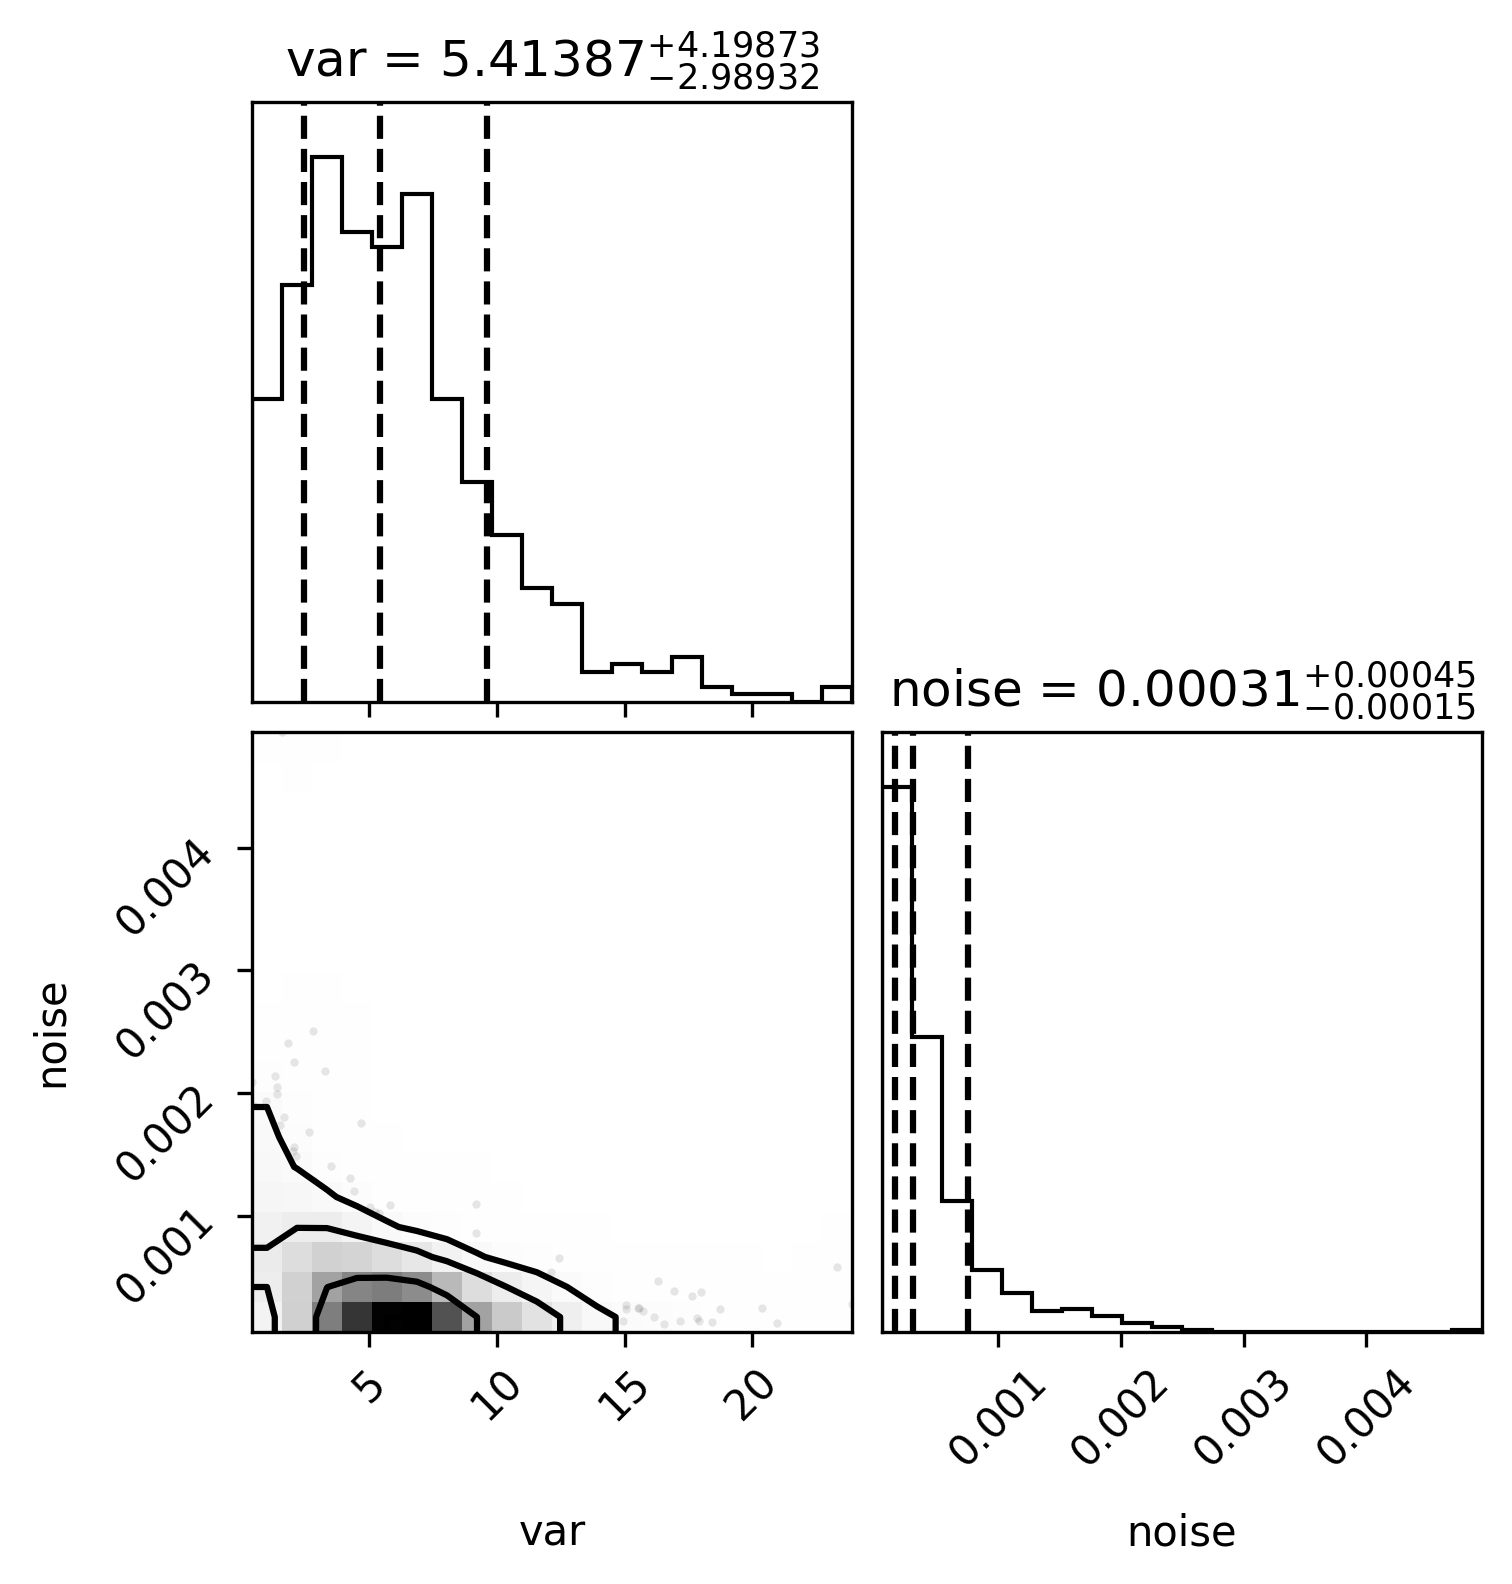 var = 5.41387+4.19873−2.98932
noise = 0.00031+0.00045−0.00015
noise
0.004
0.003
0.002
0.001
5 10 15 20
0.001 0.002 0.003 0.004
var
noise